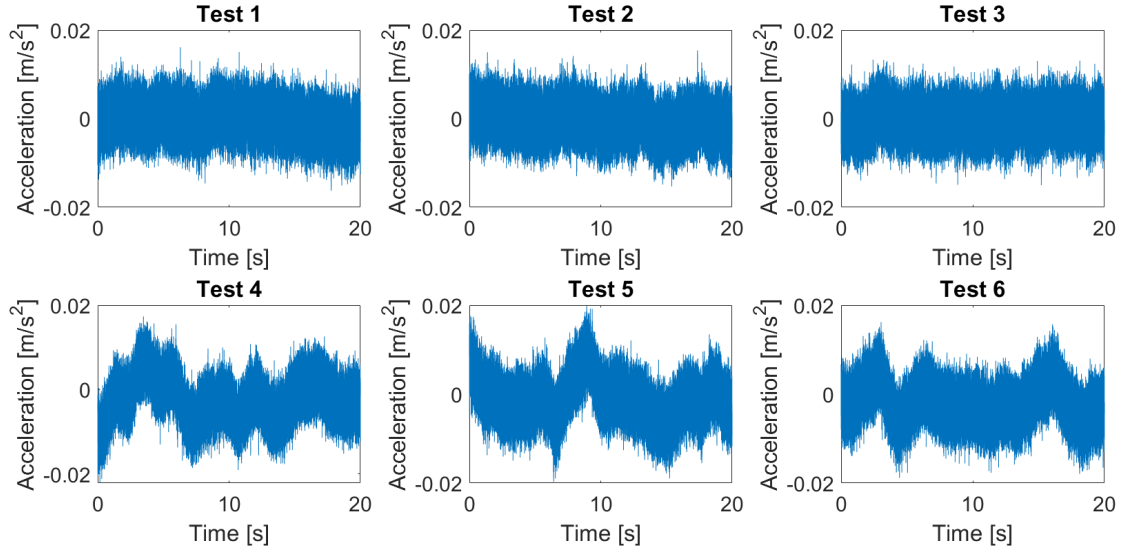 Test 1
Acceleration [m/s²]
0.02
0
-0.02
0 10 20
Time [s]
Test 2
Acceleration [m/s²]
0.02
0
-0.02
0 10 20
Time [s]
Test 3
Acceleration [m/s²]
0.02
0
-0.02
0 10 20
Time [s]
Test 4
Acceleration [m/s²]
0.02
0
-0.02
0 10 20
Time [s]
Test 5
Acceleration [m/s²]
0.02
0
-0.02
0 10 20
Time [s]
Test 6
Acceleration [m/s²]
0.02
0
-0.02
0 10 20
Time [s]